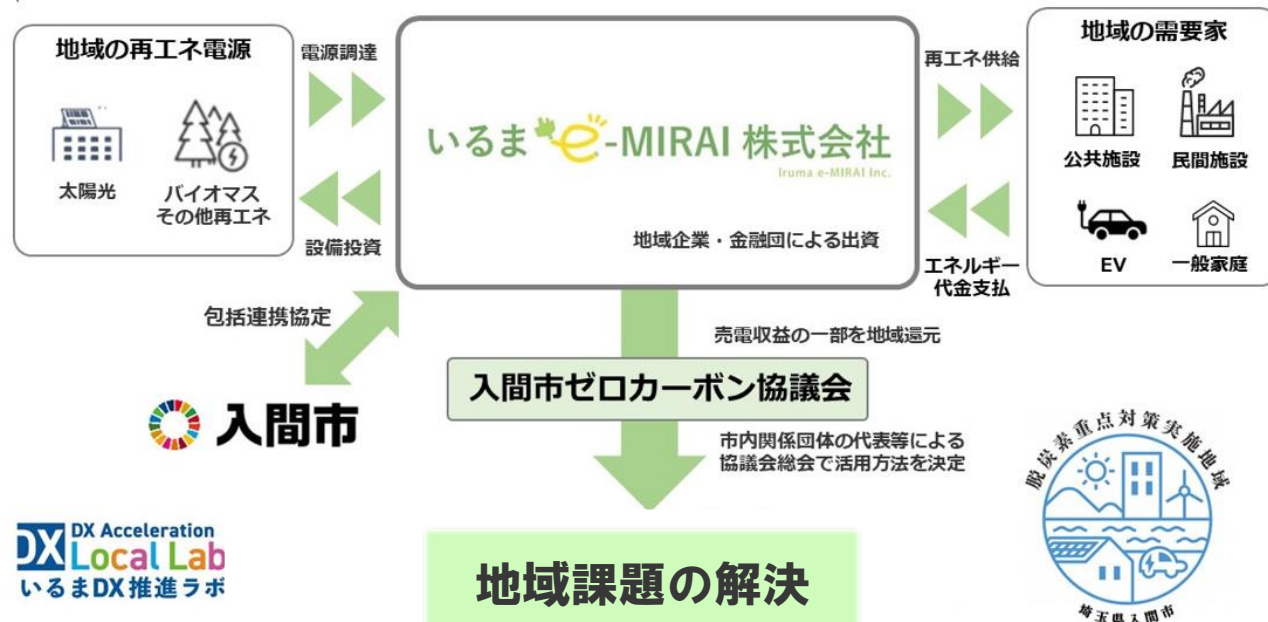 地域の再エネ電源
太陽光
バイオマス
その他再エネ
電源調達
設備投資
いるま e-MIRAI 株式会社
Iruma e-MIRAI Inc.
地域企業・金融団による出資
再エネ供給
エネルギー
代金支払
地域の需要家
公共施設
民間施設
EV
一般家庭
包括連携協定
入間市
売電収益の一部を地域還元
入間市ゼロカーボン協議会
市内関係団体の代表等による
協議会総会で活用方法を決定
地域課題の解決
DX DX Acceleration
Local Lab
いるまDX推進ラボ
脱炭素重点対策実施地域
埼玉県入間市